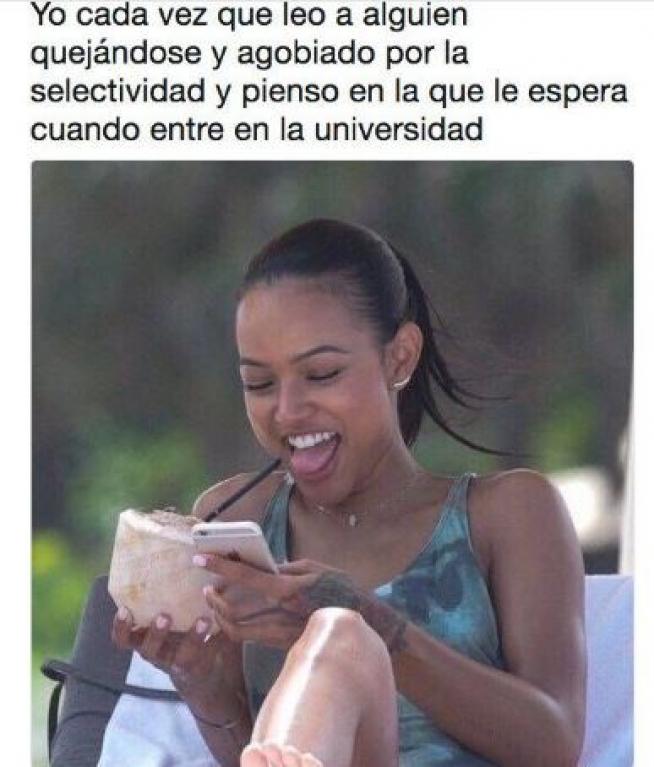 Yo cada vez que leo a alguien
quejándose y agobiado por la
selectividad y pienso en la que le espera
cuando entre en la universidad